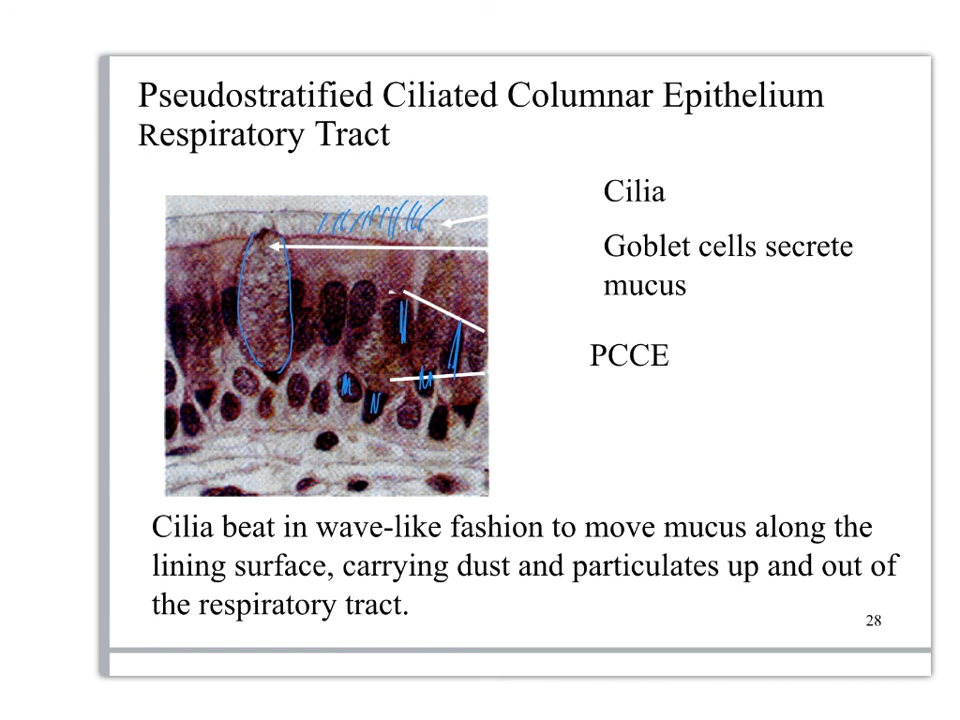 Pseudostratified Ciliated Columnar Epithelium
Respiratory Tract
Cilia
Goblet cells secrete
mucus
PCCE
Cilia beat in wave-like fashion to move mucus along the
lining surface, carrying dust and particulates up and out of
the respiratory tract.
28